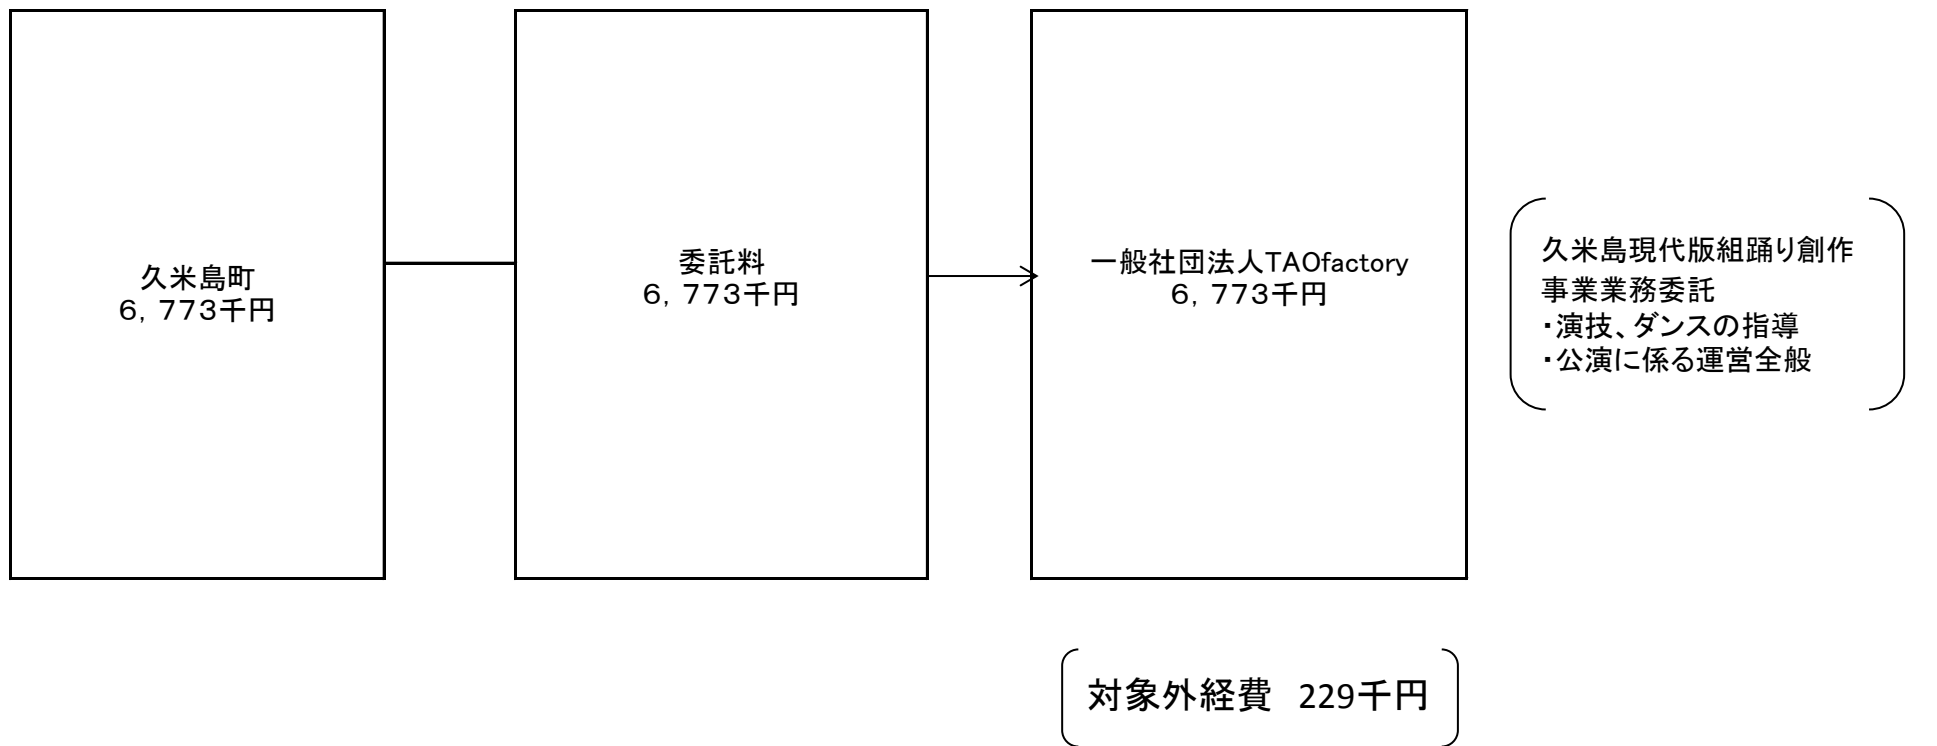 久米島町
６，７７３千円
委託料
６，７７３千円
一般社団法人TAOfactory
６，７７３千円
久米島現代版組踊り創作
事業業務委託
・演技、ダンスの指導
・公演に係る運営全般
対象外経費　229千円